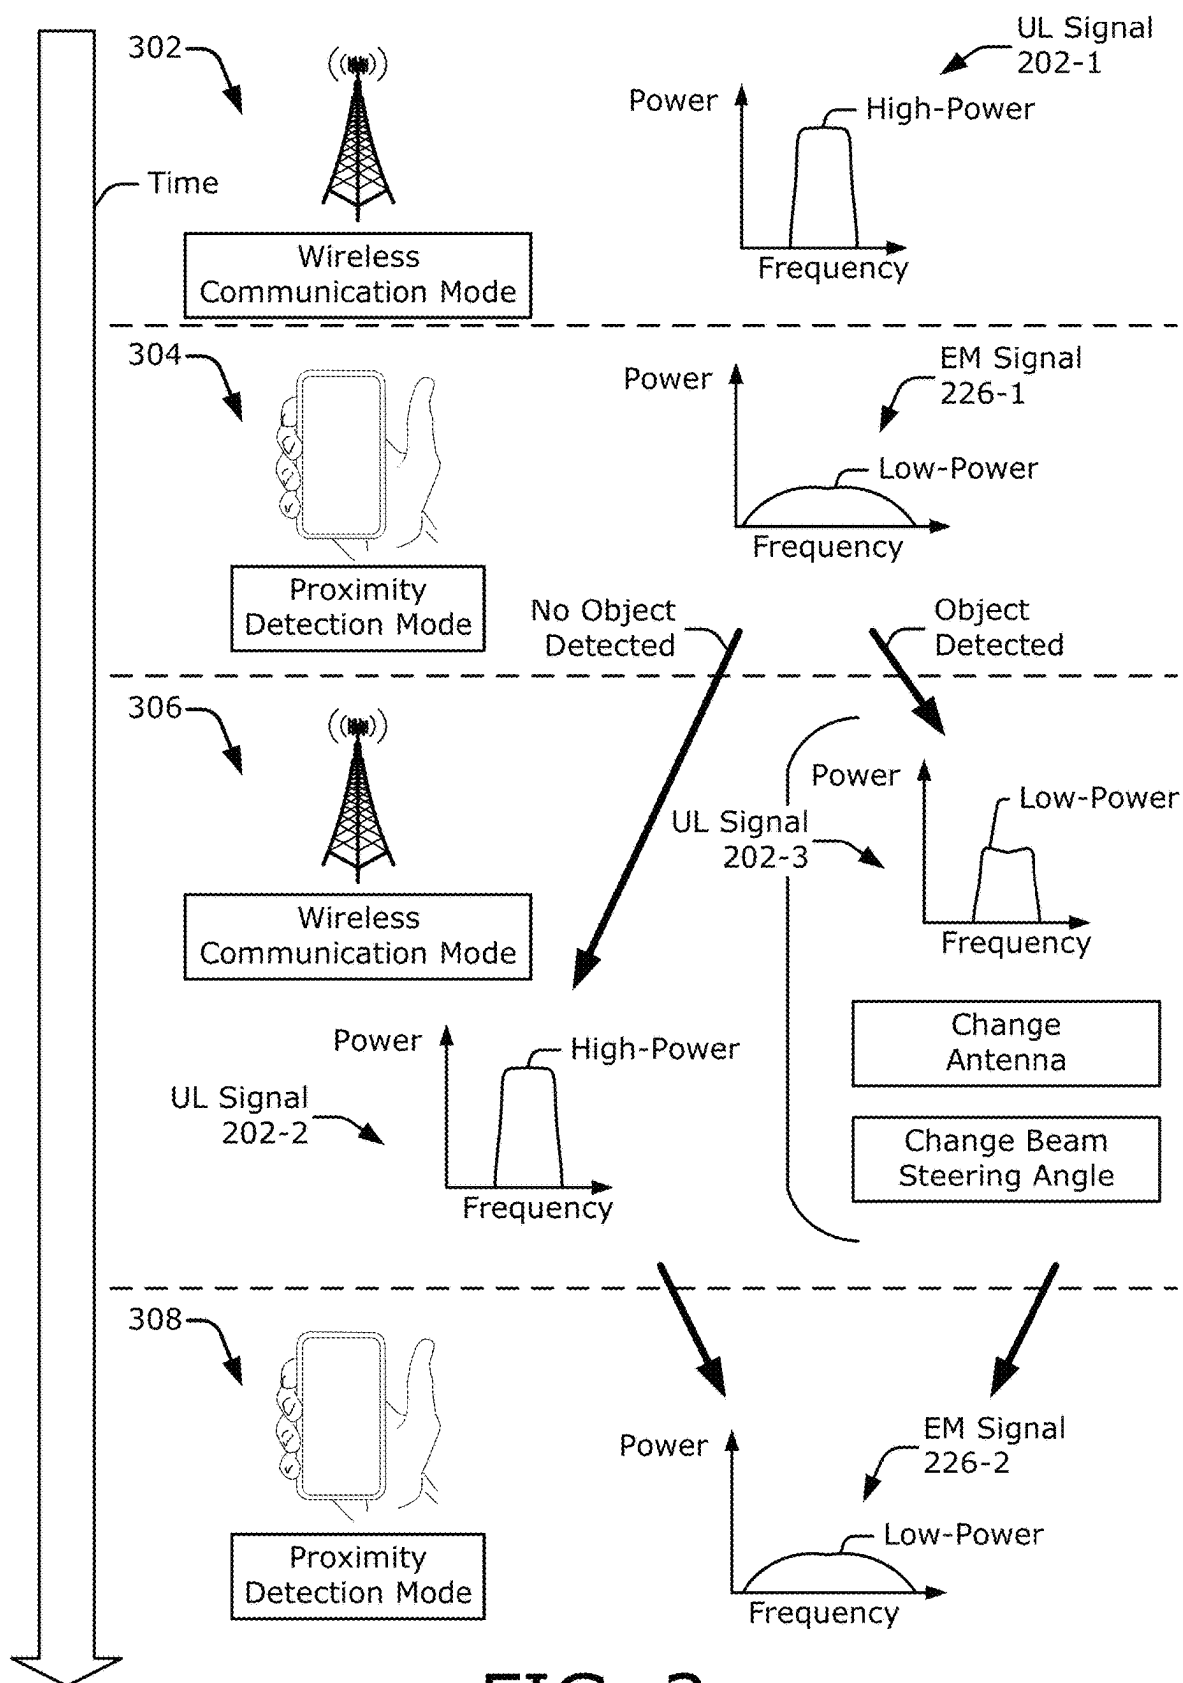 302
UL Signal
202-1
Power
High-Power
Time
Wireless
Communication Mode
Frequency
304
EM Signal
226-1
Power
Low-Power
Frequency
Proximity
Detection Mode
No Object
Detected
Object
Detected
306
Power
Low-Power
UL Signal
202-3
Wireless
Communication Mode
Frequency
Power
High-Power
Change
Antenna
UL Signal
202-2
Change Beam
Steering Angle
Frequency
308
EM Signal
226-2
Power
Low-Power
Proximity
Detection Mode
Frequency